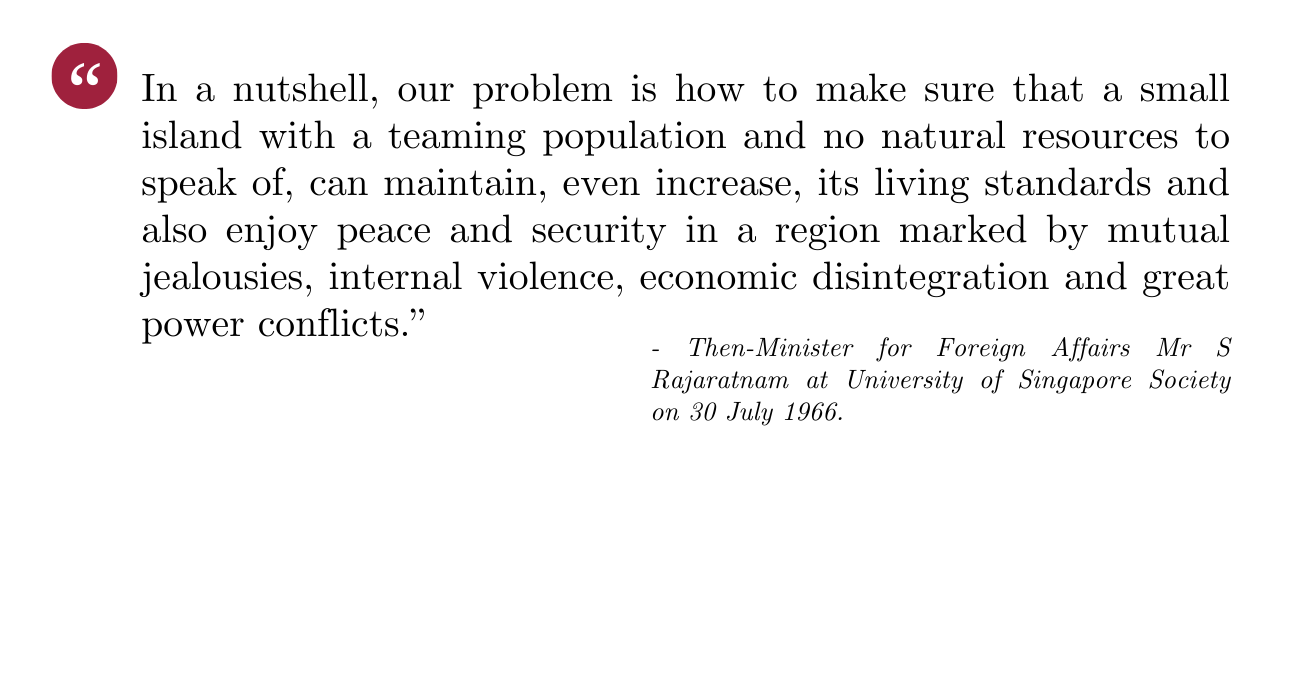 “
In a nutshell, our problem is how to make sure that a small
island with a teaming population and no natural resources to
speak of, can maintain, even increase, its living standards and
also enjoy peace and security in a region marked by mutual
jealousies, internal violence, economic disintegration and great
power conflicts.”
- Then-Minister for Foreign Affairs Mr S
Rajaratnam at University of Singapore Society
on 30 July 1966.